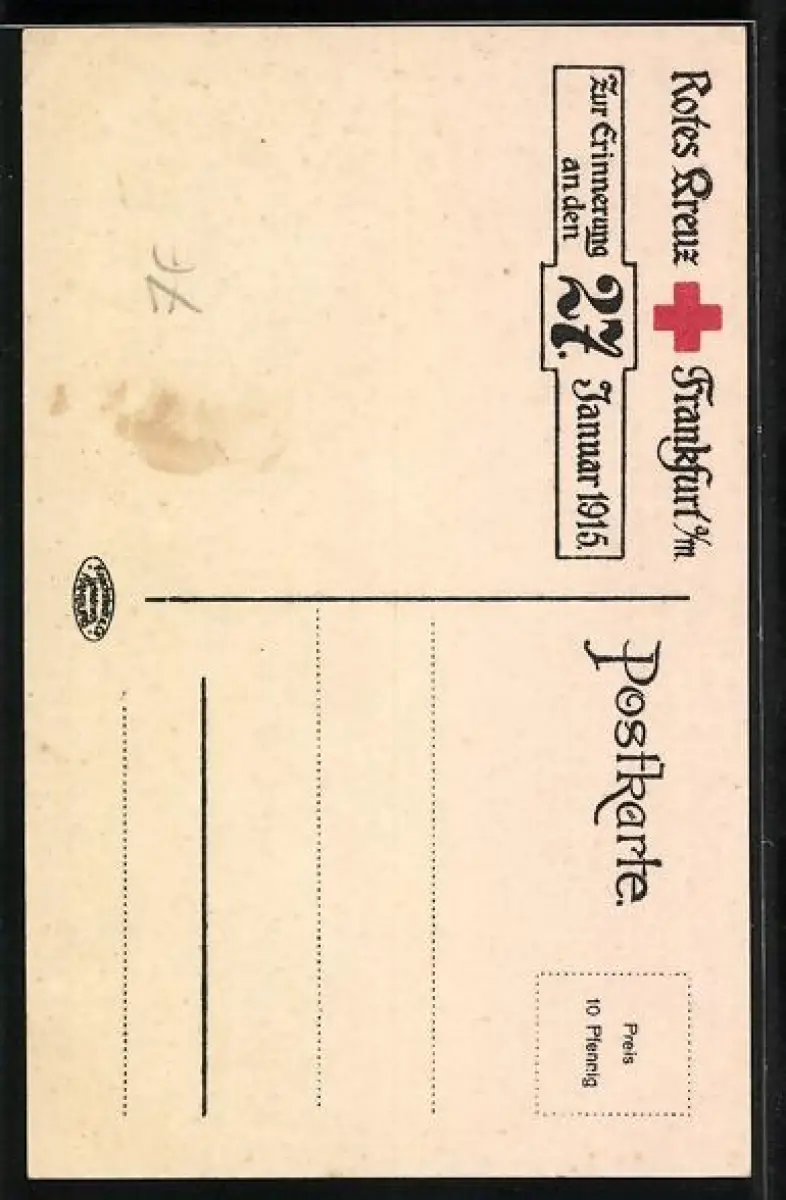 Rotes Kreuz Frankfurt a/m.
Zur Erinnerung
an den
27. Januar 1915.
Postkarte.
Preis
10 Pfennig